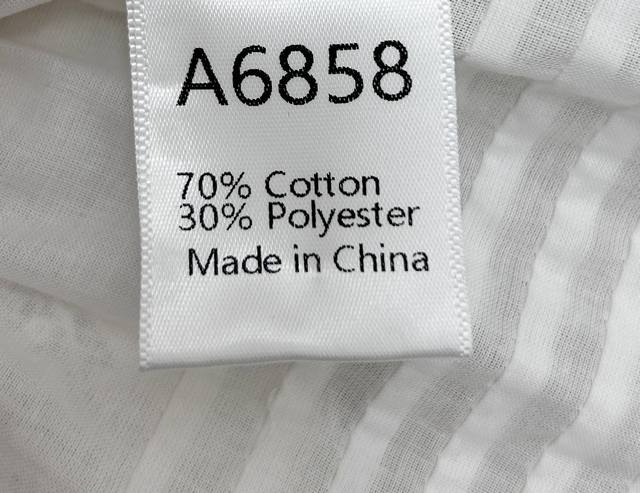 A6858
70% Cotton
30% Polyester
Made in China